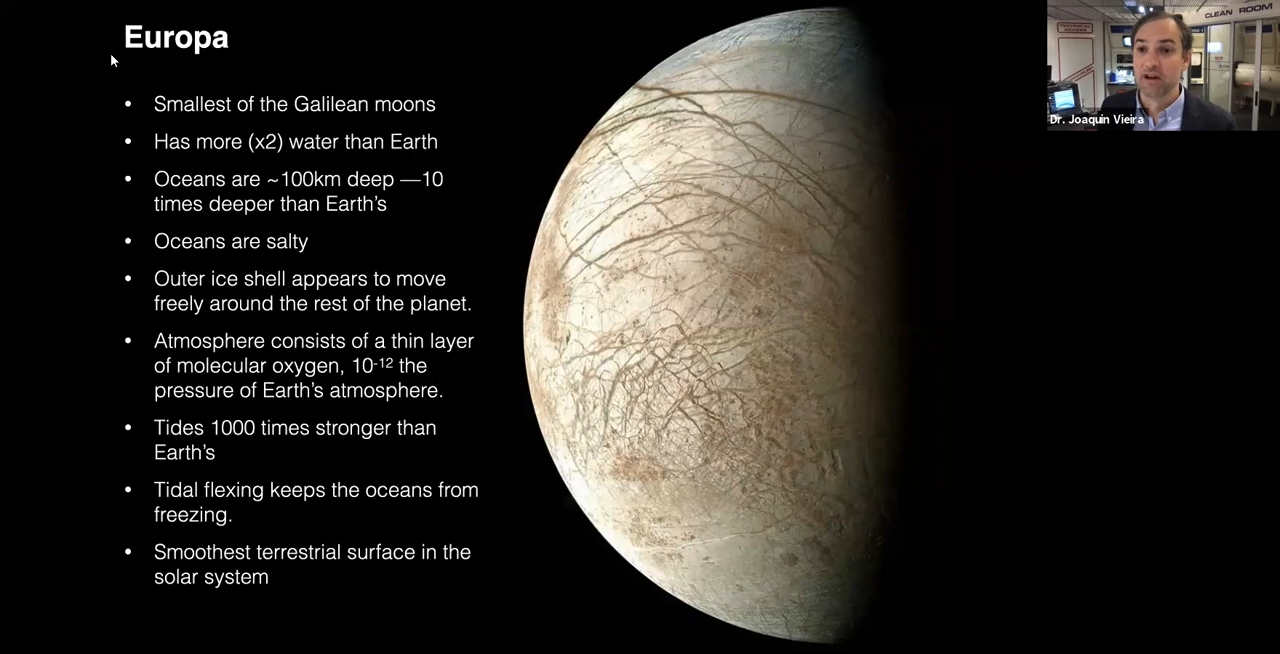 Europa
• Smallest of the Galilean moons
• Has more (x2) water than Earth
• Oceans are ~100km deep —10
times deeper than Earth's
• Oceans are salty
• Outer ice shell appears to move
freely around the rest of the planet.
• Atmosphere consists of a thin layer
of molecular oxygen, 10-12 the
pressure of Earth's atmosphere.
• Tides 1000 times stronger than
Earth's
• Tidal flexing keeps the oceans from
freezing.
• Smoothest terrestrial surface in the
solar system
CLEAN ROOM
TECHNICAL
ACCESS
Dr. Joaquin Vieira